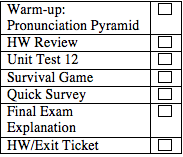 Warm-up:
Pronunciation Pyramid
HW Review
Unit Test 12
Survival Game
Quick Survey
Final Exam
Explanation
HW/Exit Ticket